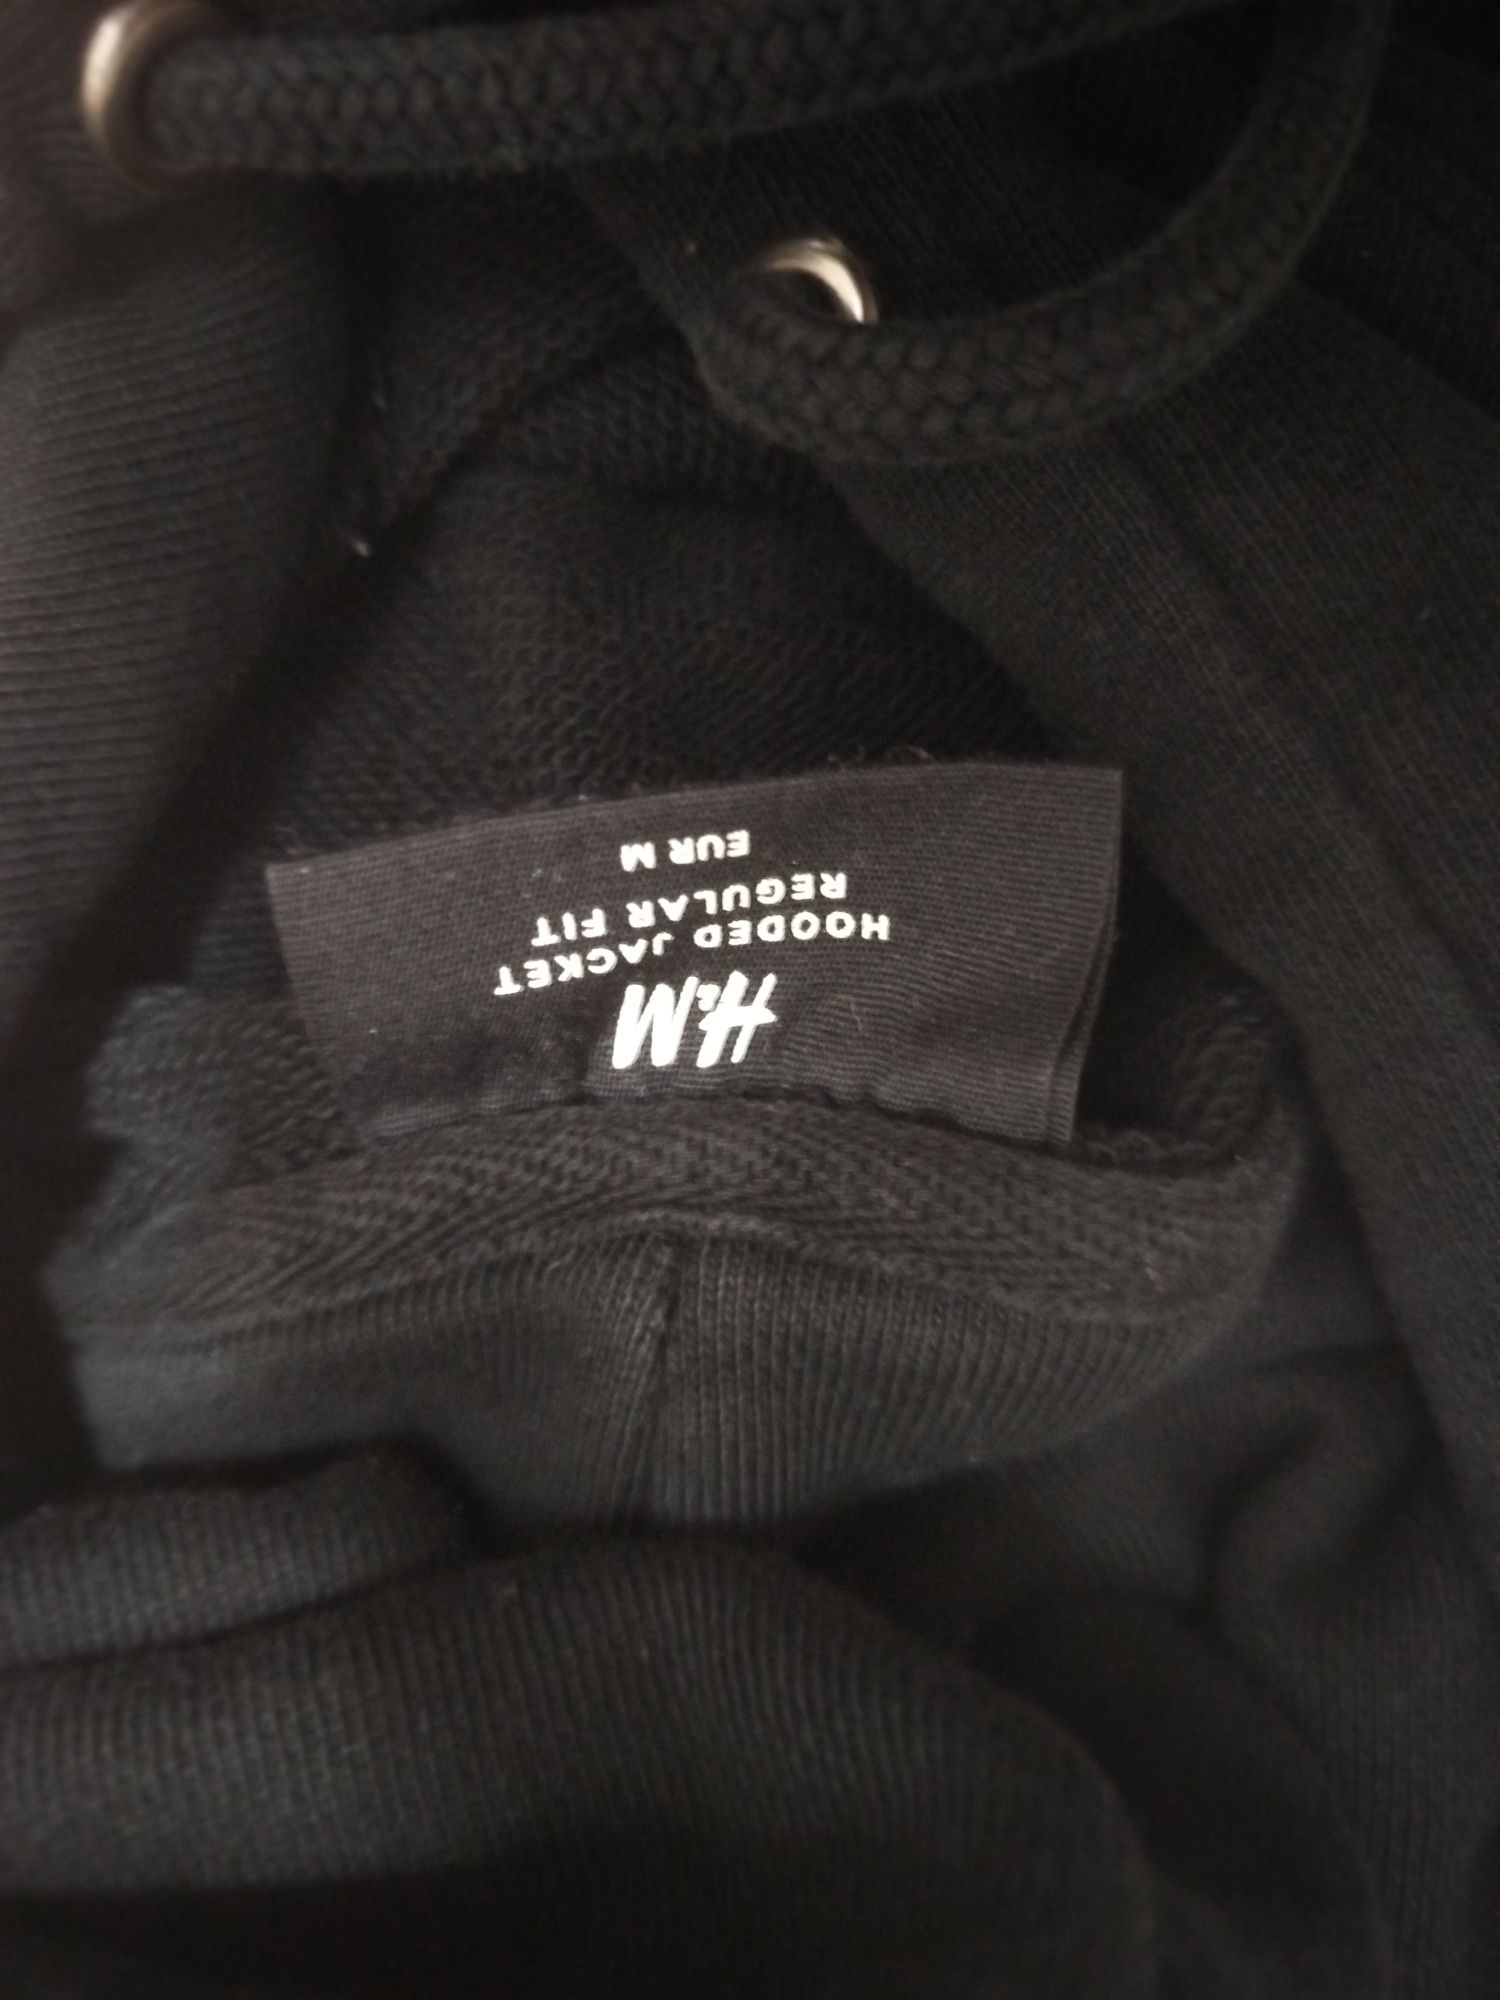 H&M
HOODED JACKET
REGULAR FIT
EUR M